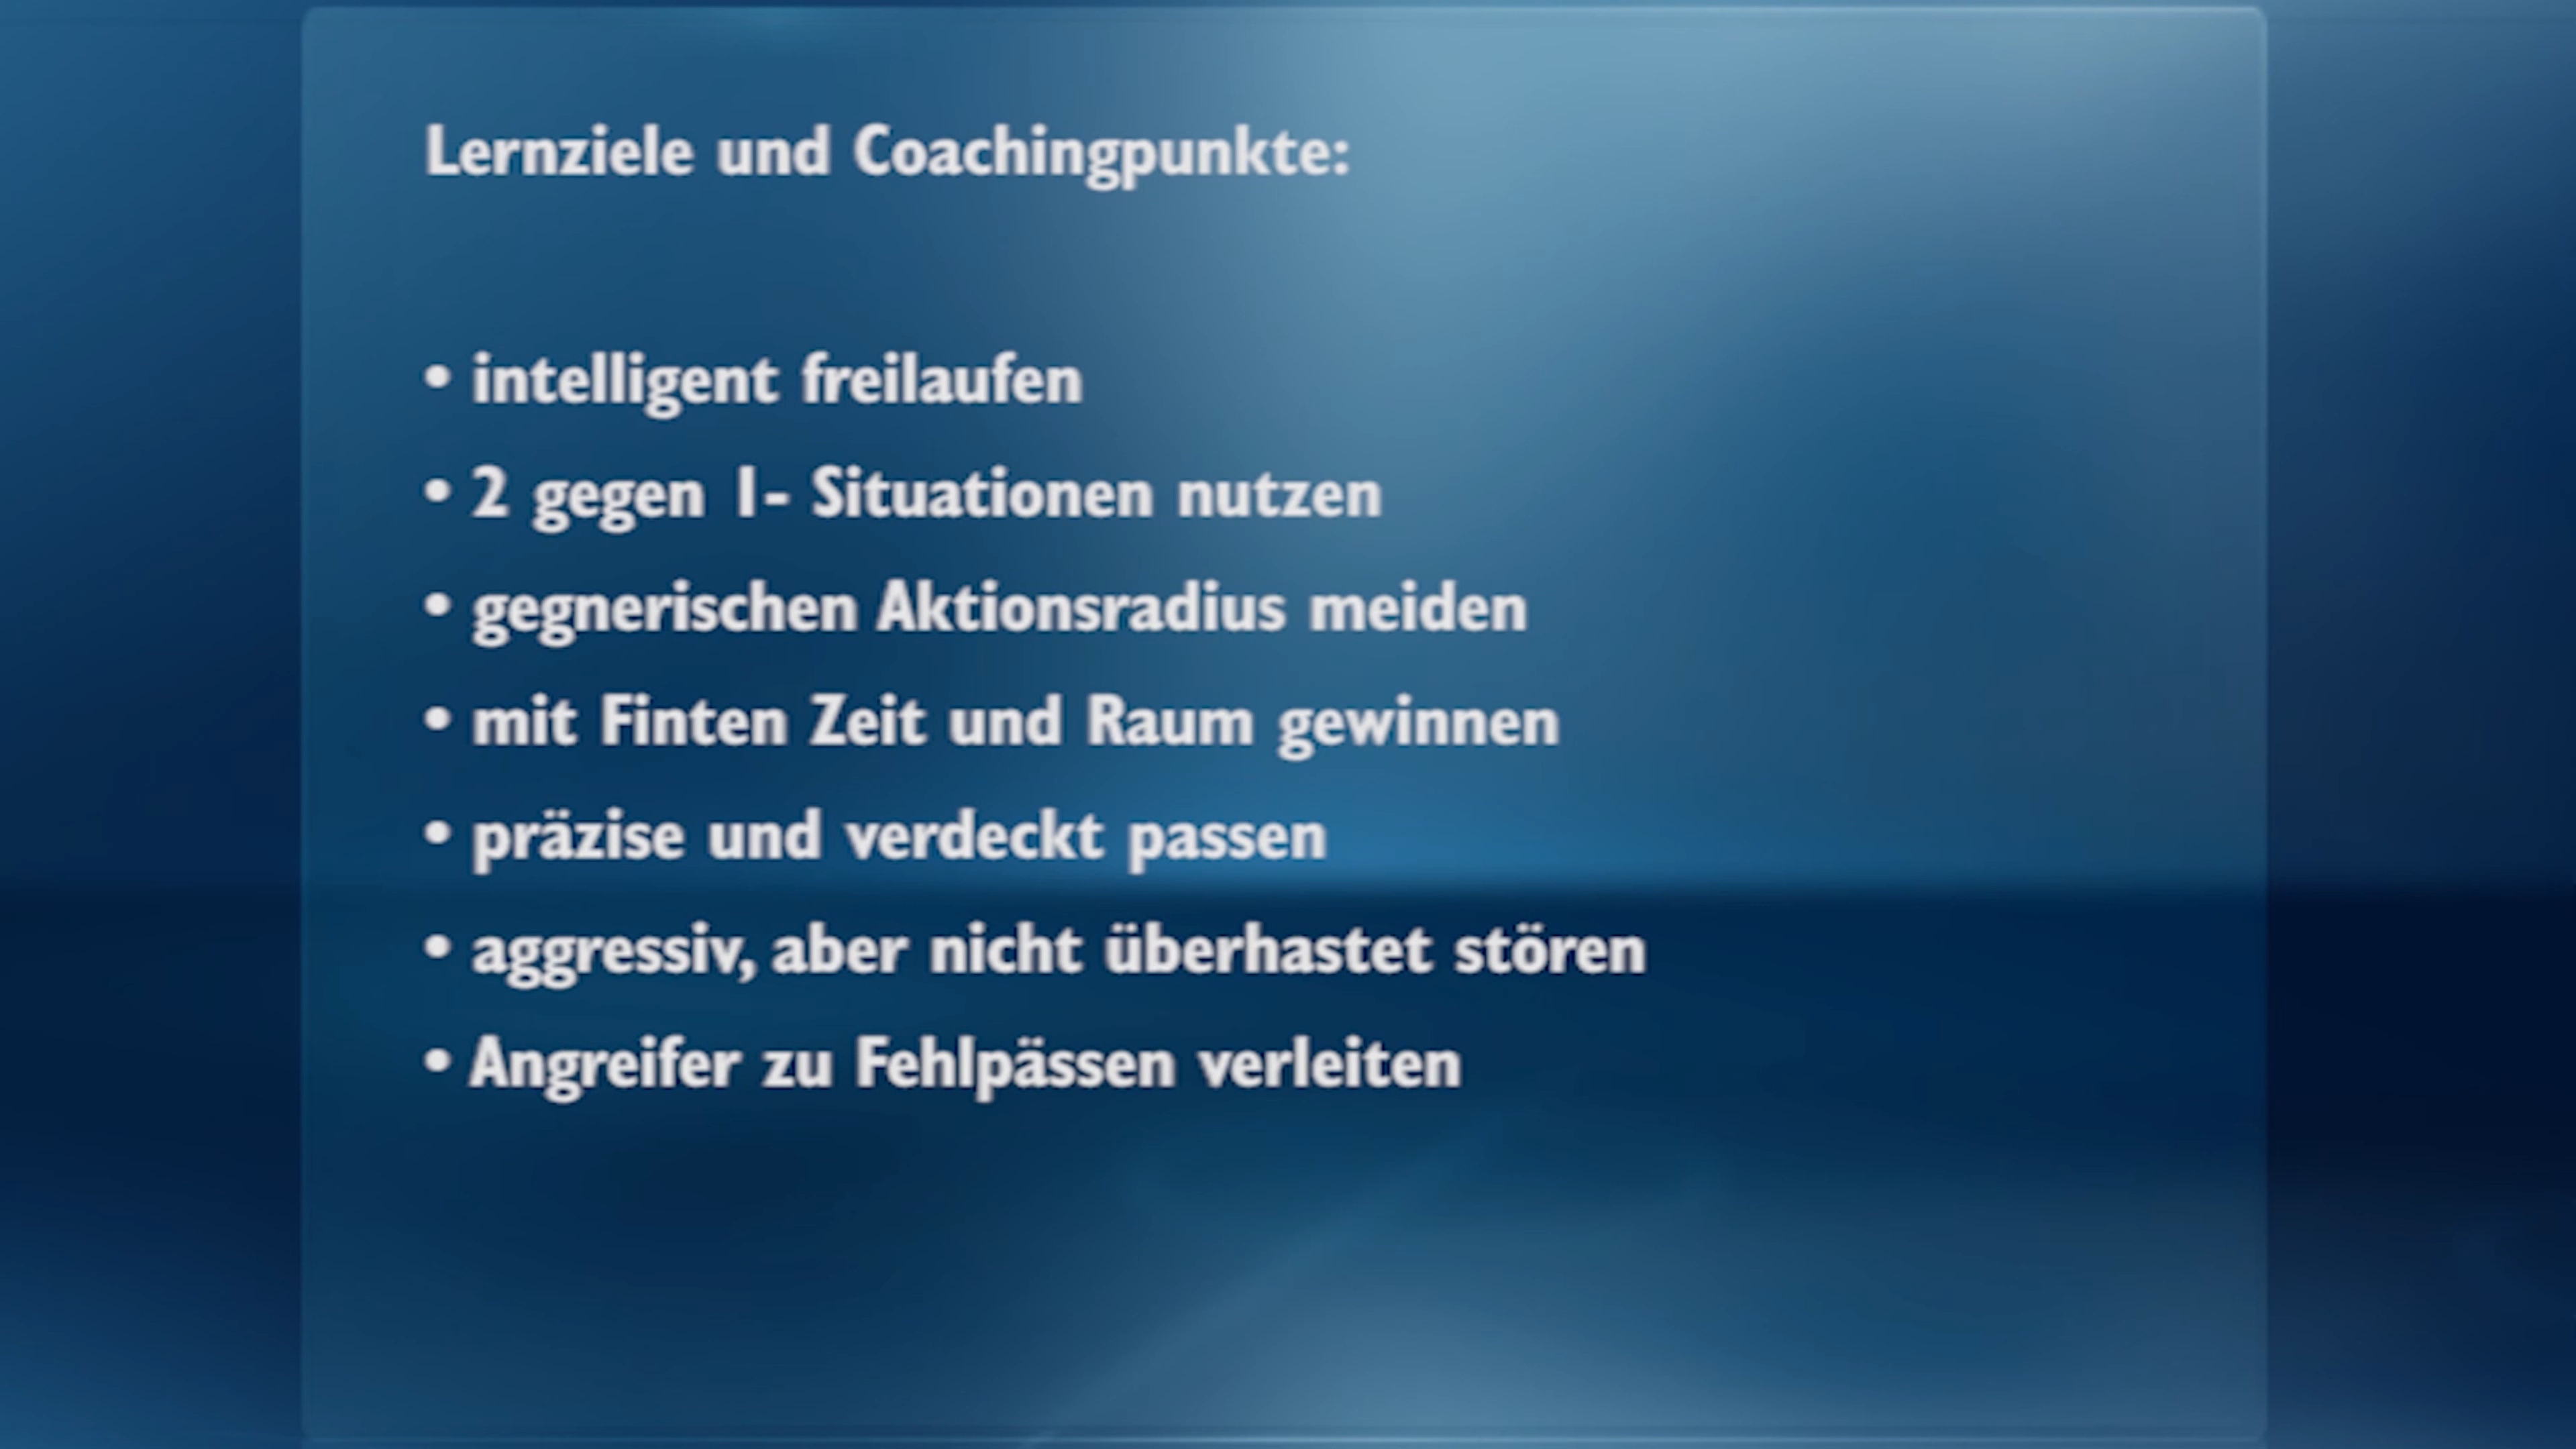 Lernziele und Coachingpunkte:
• intelligent freilaufen
• 2 gegen 1- Situationen nutzen
• gegnerischen Aktionsradius meiden
• mit Finten Zeit und Raum gewinnen
• präzise und verdeckt passen
• aggressiv, aber nicht überhastet stören
• Angreifer zu Fehlpässen verleiten